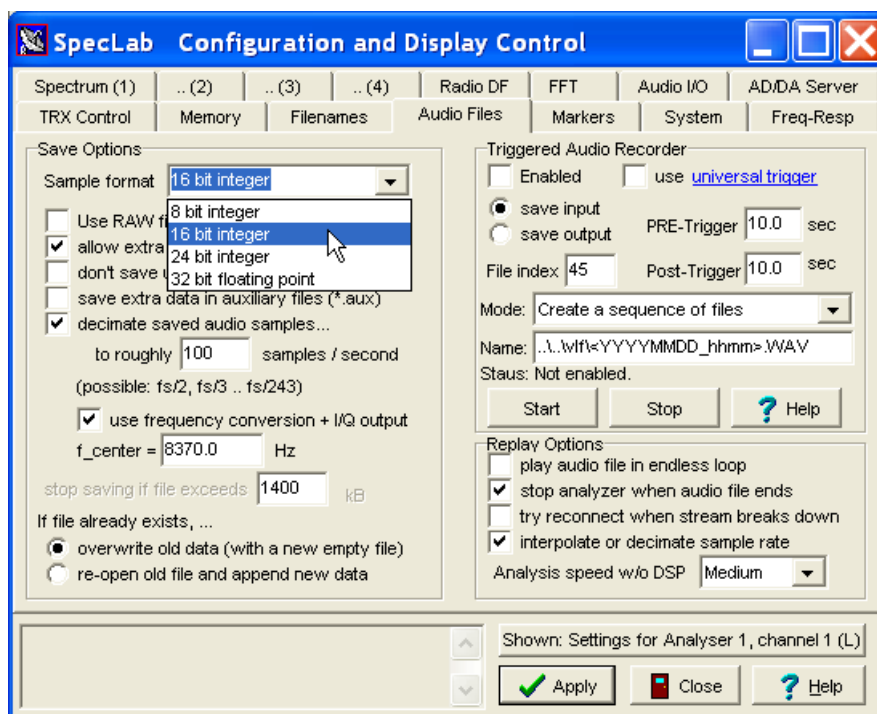 SpecLab Configuration and Display Control
Spectrum (1) .. (2) .. (3) .. (4) Radio DF FFT Audio I/O AD/DA Server
TRX Control Memory Filenames Audio Files Markers System Freq-Resp
Save Options
Sample format 16 bit integer
8 bit integer
16 bit integer
24 bit integer
32 bit floating point
Use RAW
allow extra
don't save
save extra data in auxiliary files (*.aux)
decimate saved audio samples...
to roughly 100 samples / second
(possible: fs/2, fs/3 .. fs/243)
use frequency conversion + I/Q output
f_center = 8370.0 Hz
stop saving if file exceeds 1400 kB
If file already exists, ...
overwrite old data (with a new empty file)
re-open old file and append new data
Triggered Audio Recorder
Enabled use universal trigger
save input
save output
PRE-Trigger 10.0 sec
File index 45 Post-Trigger 10.0 sec
Mode: Create a sequence of files
Name: ..\..\vlf\<YYYYMMDD_hhmm>.WAV
Staus: Not enabled.
Start Stop ? Help
Replay Options
play audio file in endless loop
stop analyzer when audio file ends
try reconnect when stream breaks down
interpolate or decimate sample rate
Analysis speed w/o DSP Medium
Shown: Settings for Analyser 1, channel 1 (L)
Apply Close ? Help